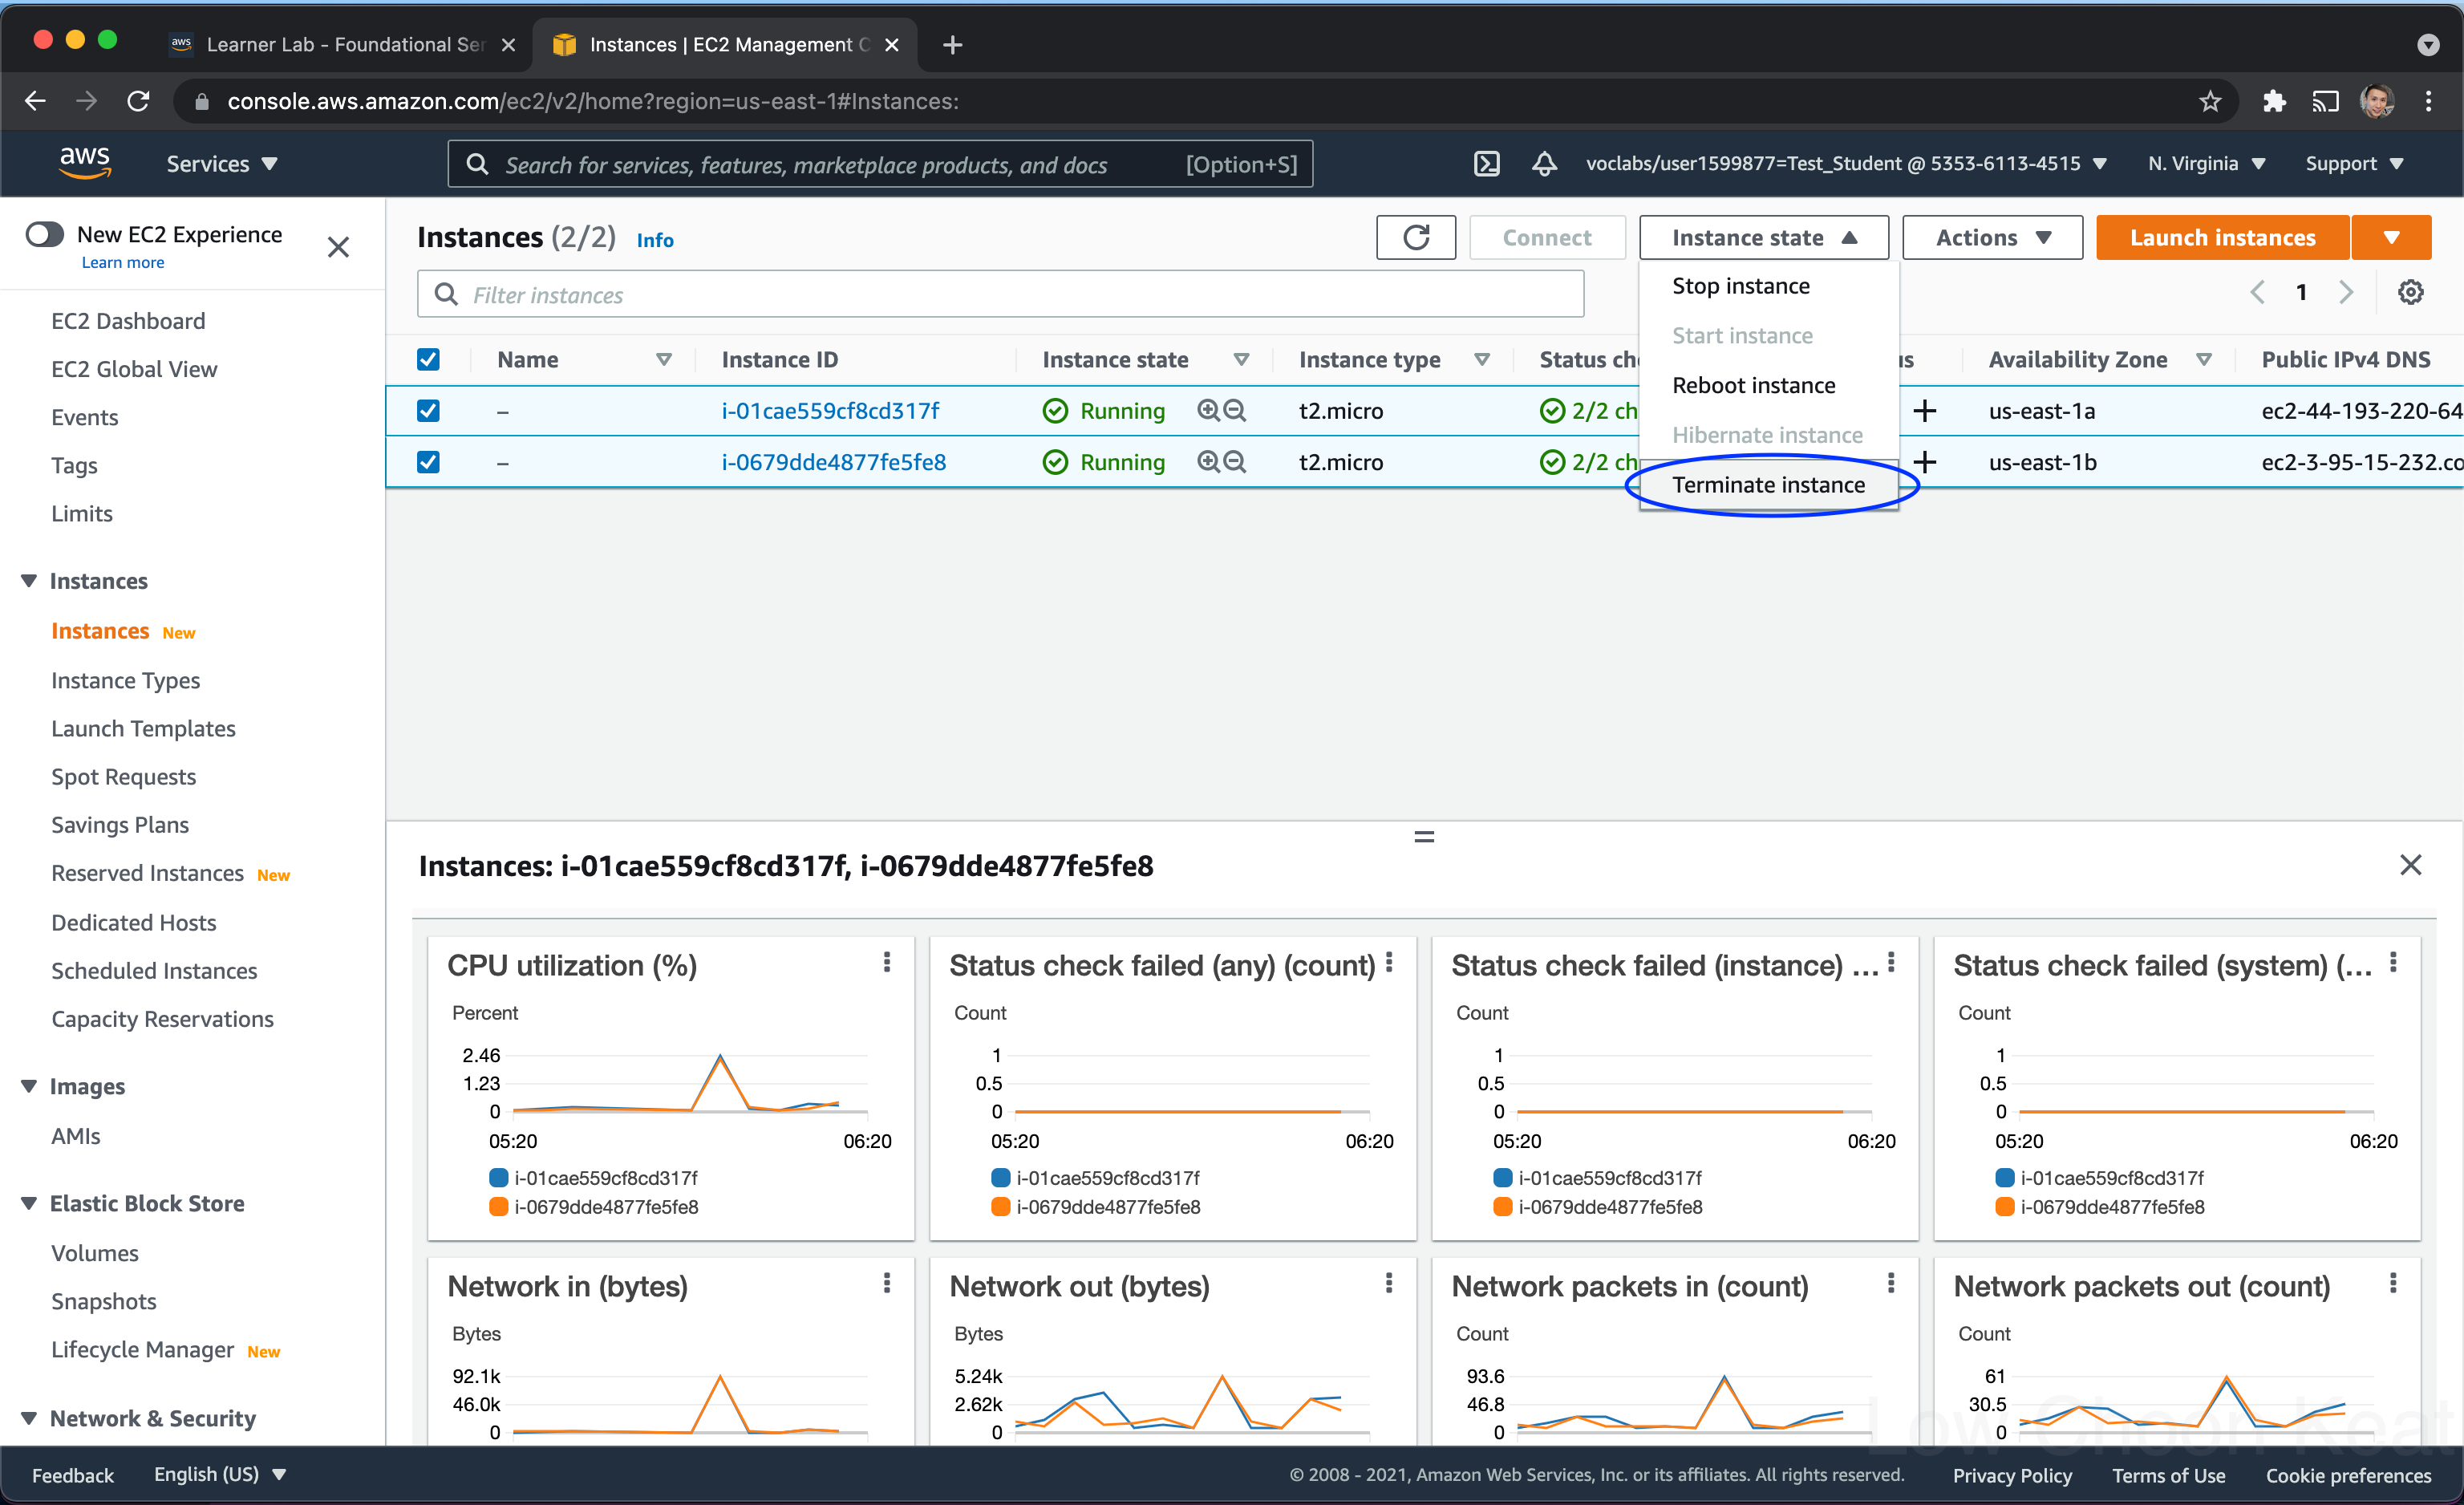 aws Learner Lab - Foundational Ser
Instances | EC2 Management C
console.aws.amazon.com/ec2/v2/home?region=us-east-1#Instances:
aws
Services
Search for services, features, marketplace products, and docs [Option+S]
voclabs/user1599877=Test_Student @ 5353-6113-4515
N. Virginia
Support
New EC2 Experience
Learn more
EC2 Dashboard
EC2 Global View
Events
Tags
Limits
Instances
Instances New
Instance Types
Launch Templates
Spot Requests
Savings Plans
Reserved Instances New
Dedicated Hosts
Scheduled Instances
Capacity Reservations
Images
AMIs
Elastic Block Store
Volumes
Snapshots
Lifecycle Manager New
Network & Security
Instances (2/2) Info
Connect
Instance state
Actions
Launch instances
Filter instances
1
Stop instance
Start instance
Reboot instance
Hibernate instance
Terminate instance
Name Instance ID Instance state Instance type Status ch us Availability Zone Public IPv4 DNS
– i-01cae559cf8cd317f Running t2.micro 2/2 ch us-east-1a ec2-44-193-220-64
– i-0679dde4877fe5fe8 Running t2.micro 2/2 ch us-east-1b ec2-3-95-15-232.co
Instances: i-01cae559cf8cd317f, i-0679dde4877fe5fe8
CPU utilization (%)
Percent
2.46
1.23
0
05:20 06:20
i-01cae559cf8cd317f
i-0679dde4877fe5fe8
Status check failed (any) (count)
Count
1
0.5
0
05:20 06:20
i-01cae559cf8cd317f
i-0679dde4877fe5fe8
Status check failed (instance) ...
Count
1
0.5
0
05:20 06:20
i-01cae559cf8cd317f
i-0679dde4877fe5fe8
Status check failed (system) (...
Count
1
0.5
0
05:20 06:20
i-01cae559cf8cd317f
i-0679dde4877fe5fe8
Network in (bytes)
Bytes
92.1k
46.0k
0
Network out (bytes)
Bytes
5.24k
2.62k
0
Network packets in (count)
Count
93.6
46.8
0
Network packets out (count)
Count
61
30.5
0
Low Choon Keat
Feedback
English (US)
© 2008 - 2021, Amazon Web Services, Inc. or its affiliates. All rights reserved.
Privacy Policy
Terms of Use
Cookie preferences